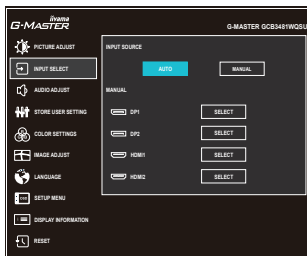 iiyama
G-MASTER
G-MASTER GCB3481WQSU
PICTURE ADJUST
INPUT SELECT
AUDIO ADJUST
STORE USER SETTING
COLOR SETTINGS
IMAGE ADJUST
LANGUAGE
OSD
SETUP MENU
DISPLAY INFORMATION
RESET
INPUT SOURCE
AUTO
MANUAL
MANUAL
DP1
SELECT
DP2
SELECT
HDMI1
SELECT
HDMI2
SELECT